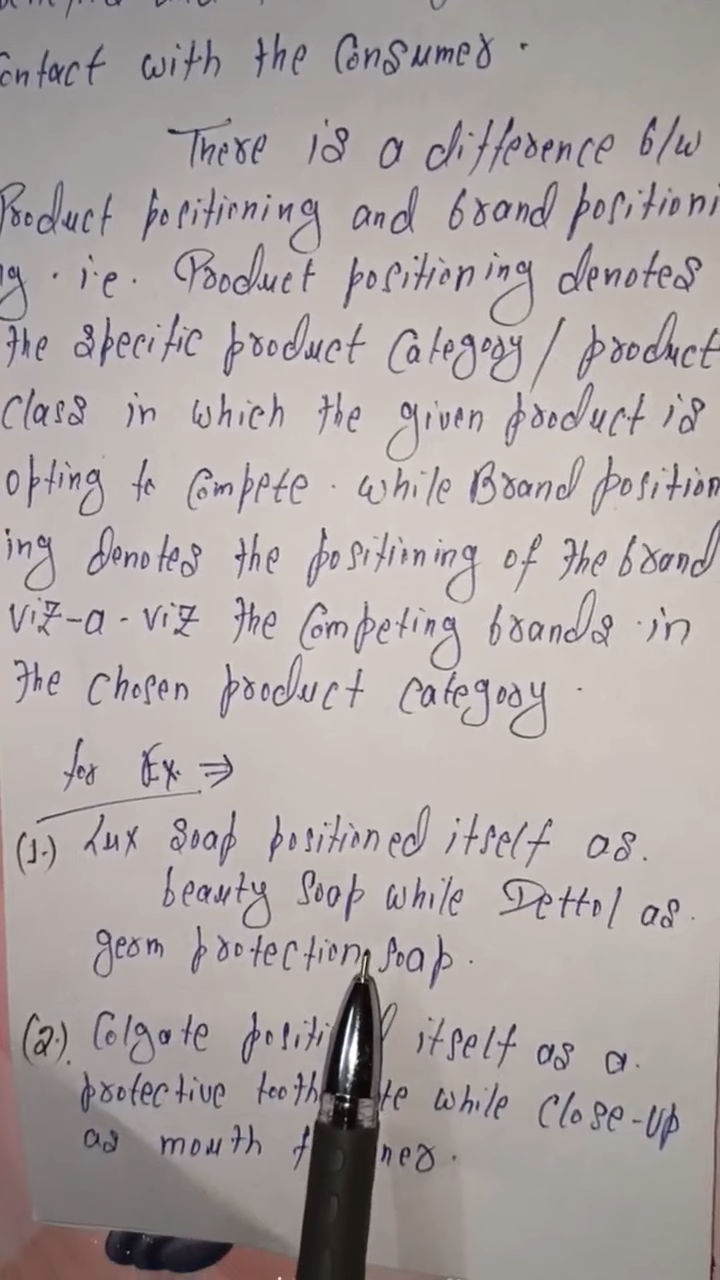 ontact with the Consumer.
There is a difference b/w
Product positioning and brand positioni
ng. i.e. Product positioning denotes
the specific product Category / product
Class in which the given product is
opting to Compete. while Brand position
ing denotes the positioning of the brand
viz-a-viz the Competing brands in
the chosen product category.
for Ex. ⇒
(1.) Lux soap positioned itself as.
beauty soap while Dettol as.
germ protection soap.
(2.). Colgate itself as a.
protective while Close-Up
as mouth